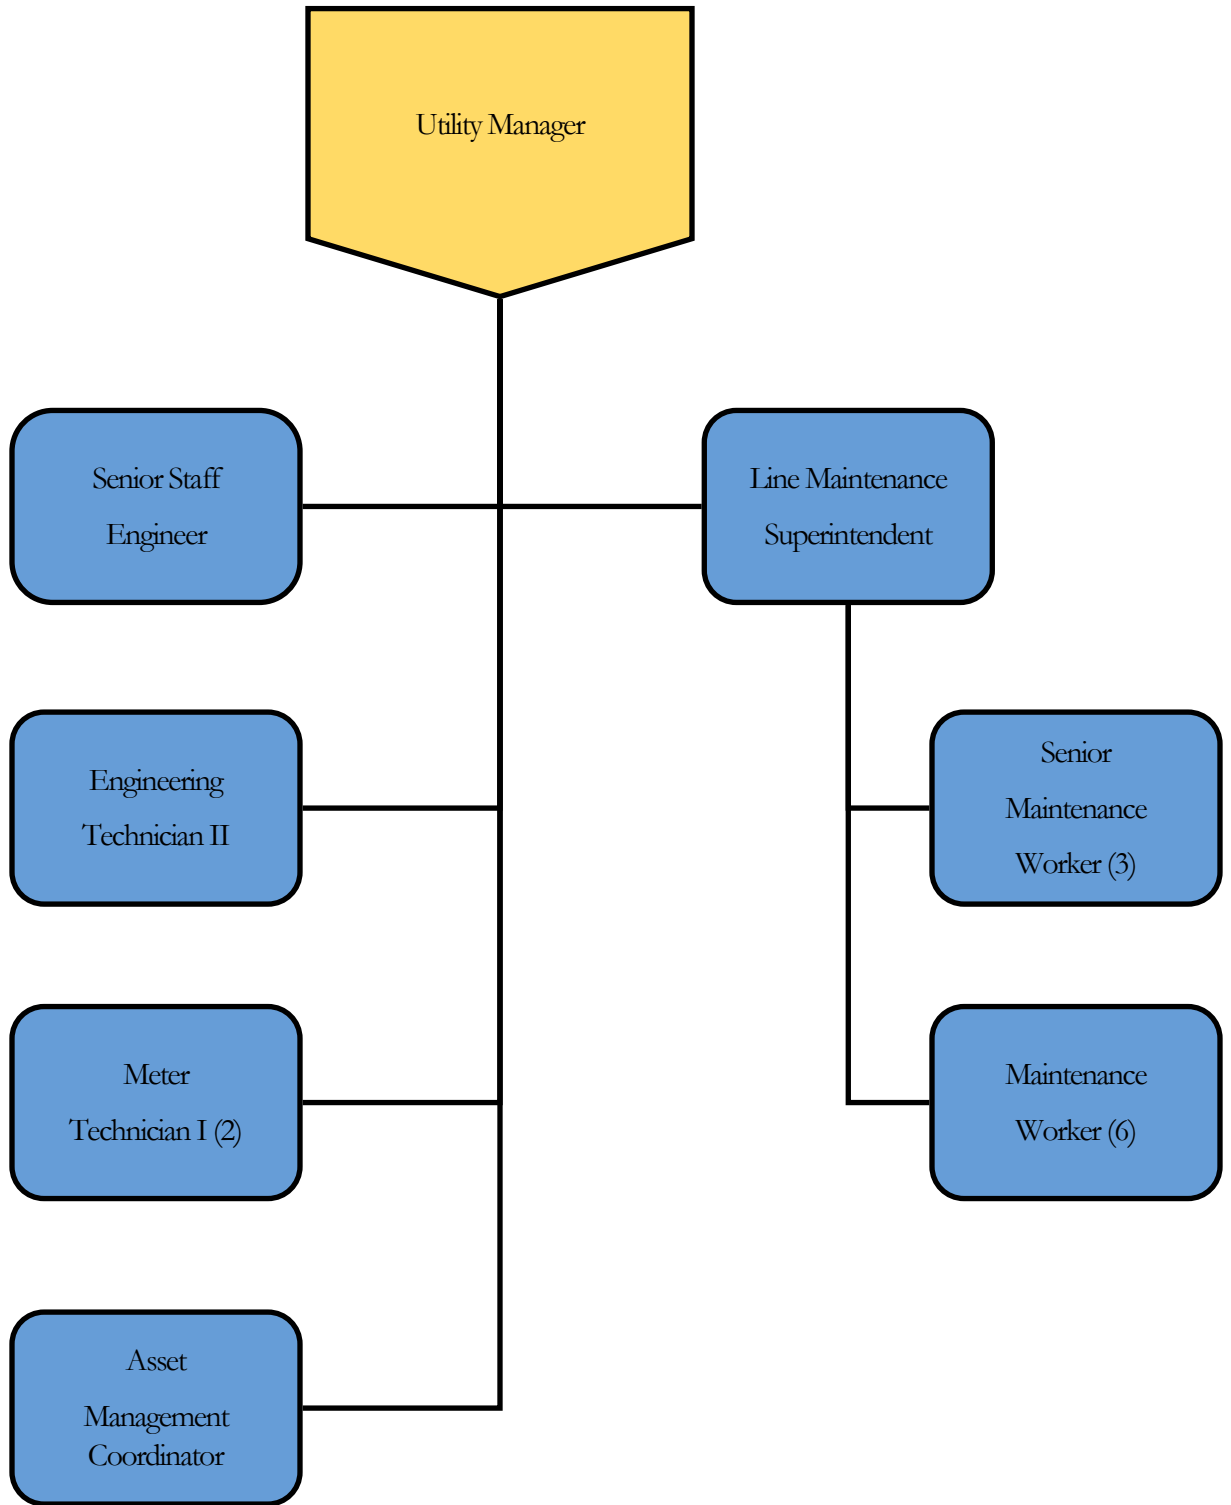 Utility Manager
Senior Staff
Engineer
Line Maintenance
Superintendent
Engineering
Technician II
Senior
Maintenance
Worker (3)
Meter
Technician I (2)
Maintenance
Worker (6)
Asset
Management
Coordinator